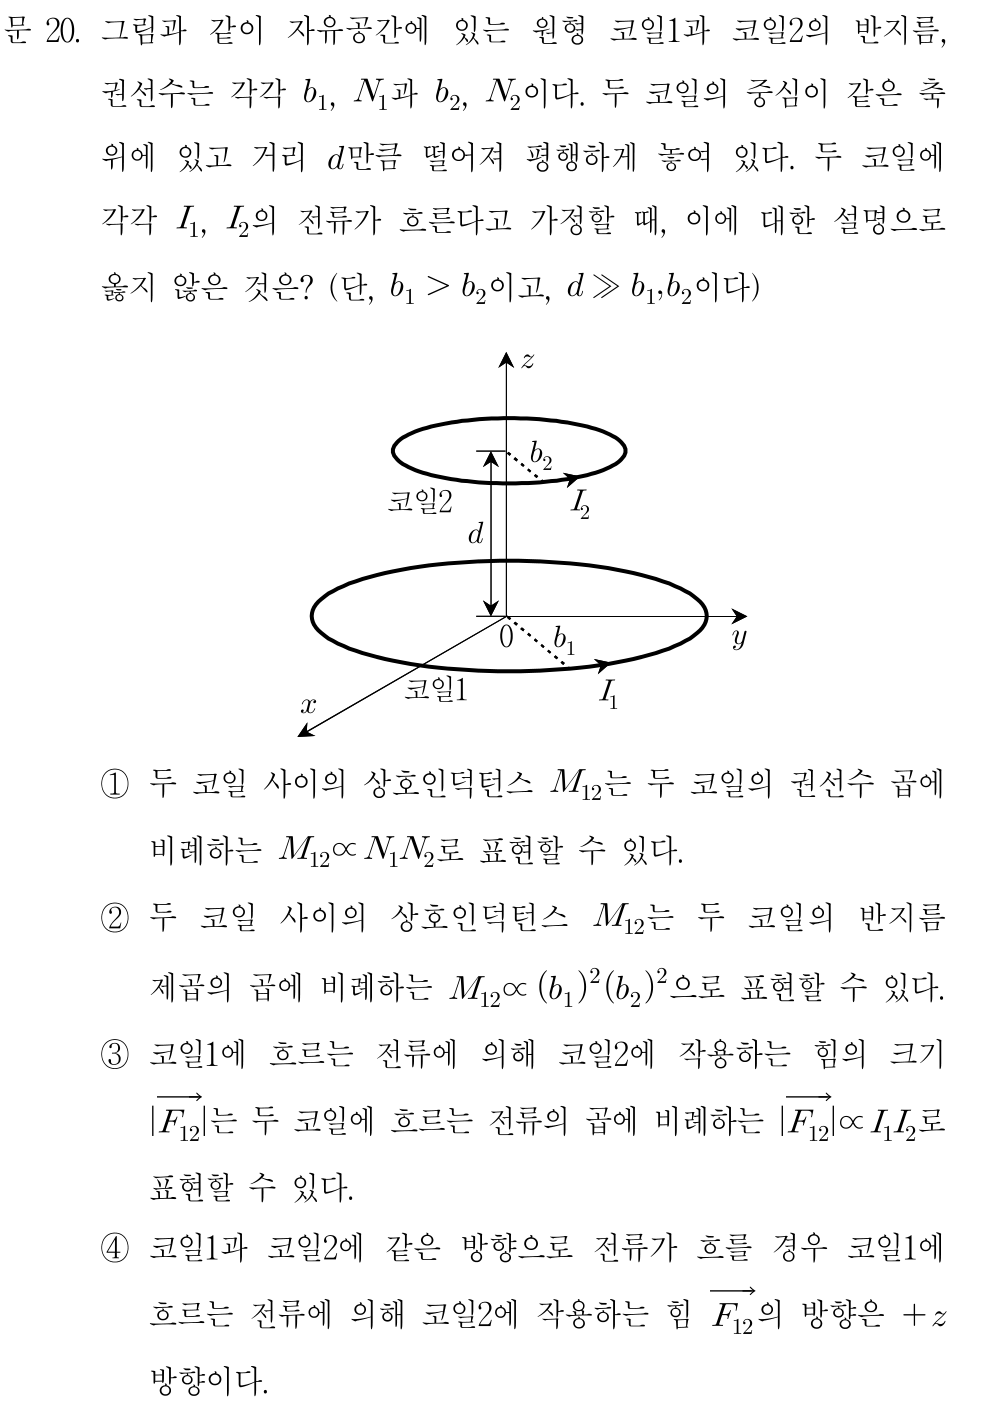 문 20. 그림과 같이 자유공간에 있는 원형 코일1과 코일2의 반지름,
권선수는 각각 b₁, N₁과 b₂, N₂이다. 두 코일의 중심이 같은 축
위에 있고 거리 d만큼 떨어져 평행하게 놓여 있다. 두 코일에
각각 I₁, I₂의 전류가 흐른다고 가정할 때, 이에 대한 설명으로
옳지 않은 것은? (단, b₁ > b₂이고, d ≫ b₁,b₂이다)
z
b₂
코일2
I₂
d
0
b₁
y
코일1
I₁
x
① 두 코일 사이의 상호인덕턴스 M₁₂는 두 코일의 권선수 곱에
비례하는 M₁₂∝N₁N₂로 표현할 수 있다.
② 두 코일 사이의 상호인덕턴스 M₁₂는 두 코일의 반지름
제곱의 곱에 비례하는 M₁₂∝(b₁)²(b₂)²으로 표현할 수 있다.
③ 코일1에 흐르는 전류에 의해 코일2에 작용하는 힘의 크기
|F₁₂→|는 두 코일에 흐르는 전류의 곱에 비례하는 |F₁₂→|∝I₁I₂로
표현할 수 있다.
④ 코일1과 코일2에 같은 방향으로 전류가 흐를 경우 코일1에
흐르는 전류에 의해 코일2에 작용하는 힘 F₁₂→의 방향은 +z
방향이다.